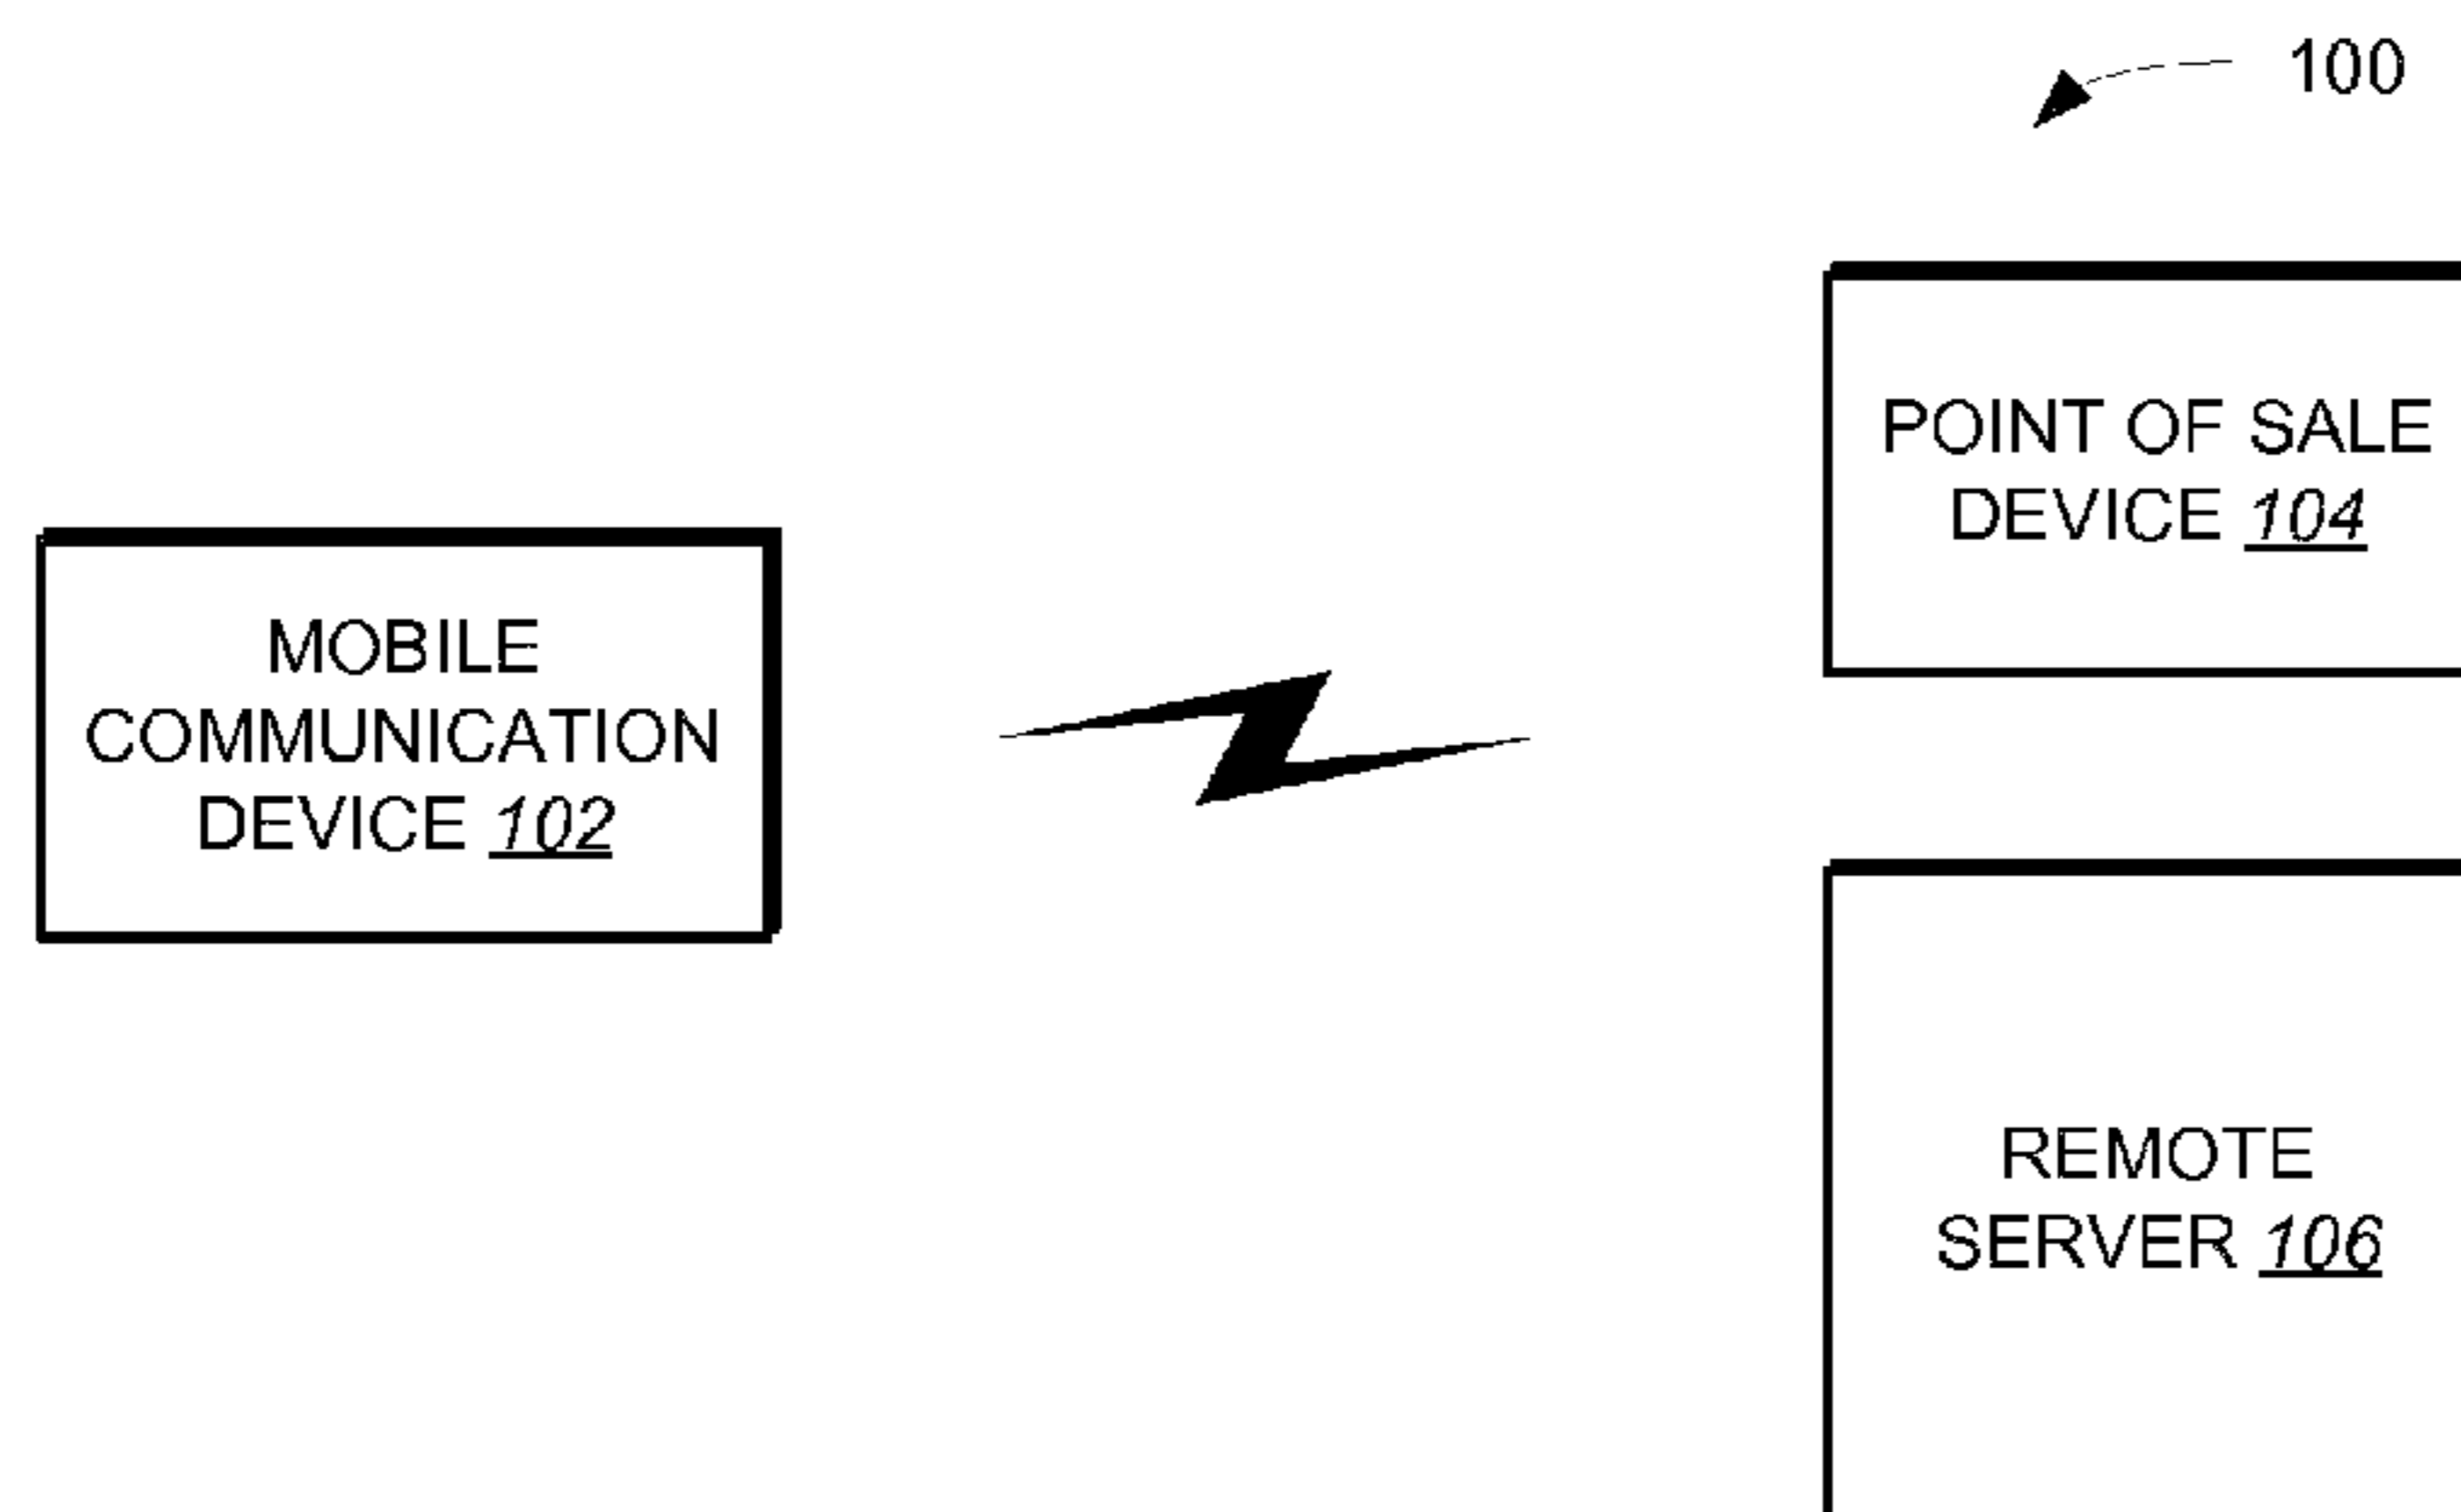 100
POINT OF SALE
DEVICE 104
MOBILE
COMMUNICATION
DEVICE 102
REMOTE
SERVER 106